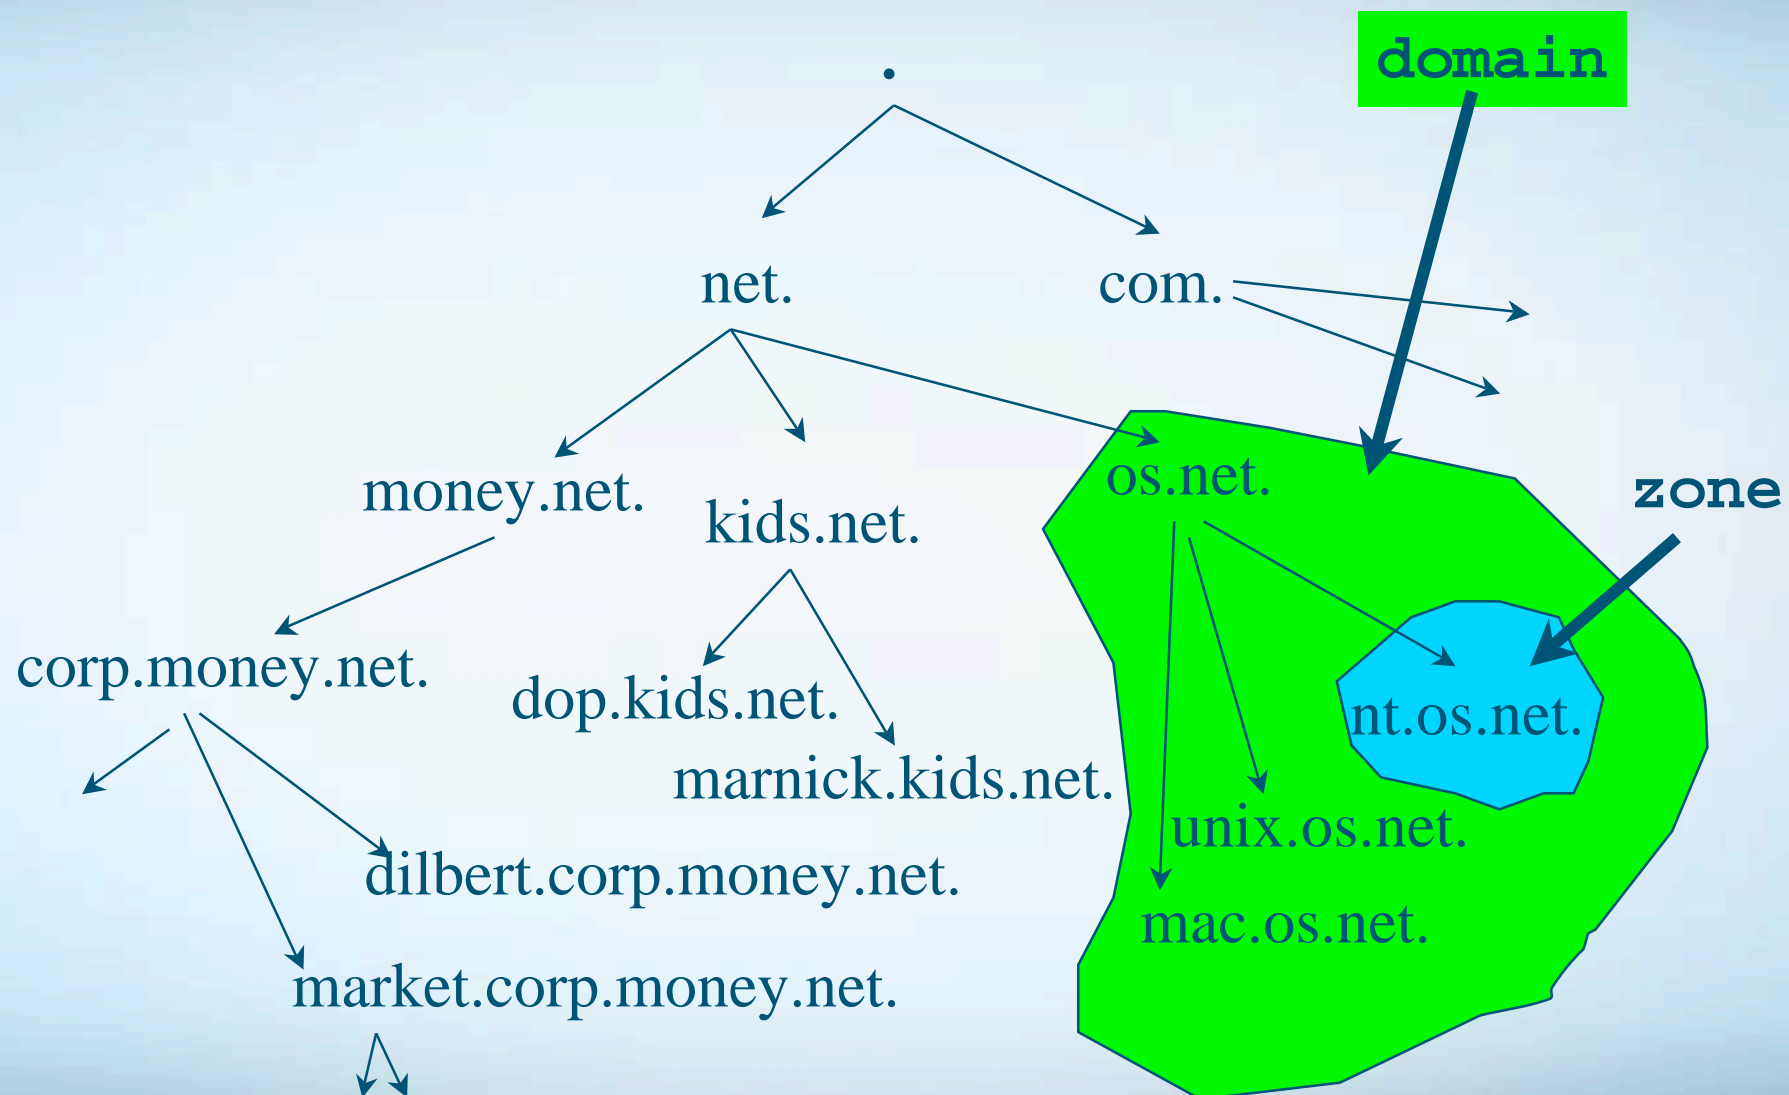 domain
.
net.
com.
money.net.
kids.net.
os.net.
zone
corp.money.net.
dop.kids.net.
nt.os.net.
marnick.kids.net.
unix.os.net.
dilbert.corp.money.net.
mac.os.net.
market.corp.money.net.